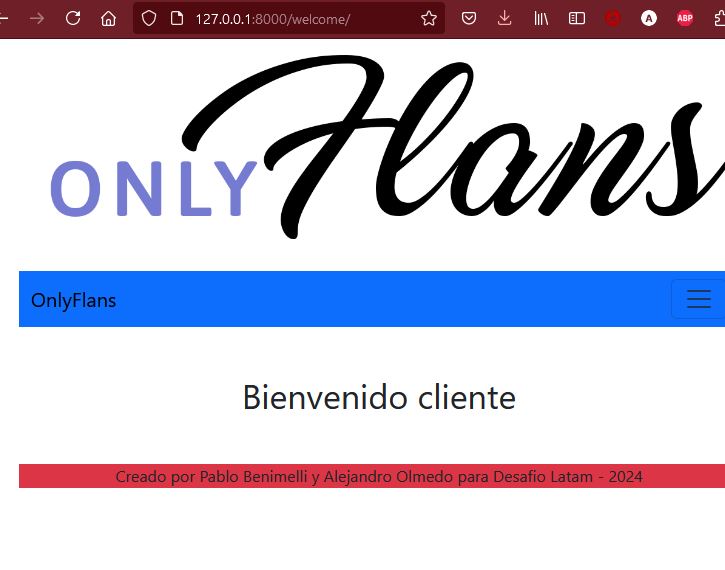 127.0.0.1:8000/welcome/
A
ABP
ONLY Flans
OnlyFlans
Bienvenido cliente
Creado por Pablo Benimelli y Alejandro Olmedo para Desafio Latam - 2024